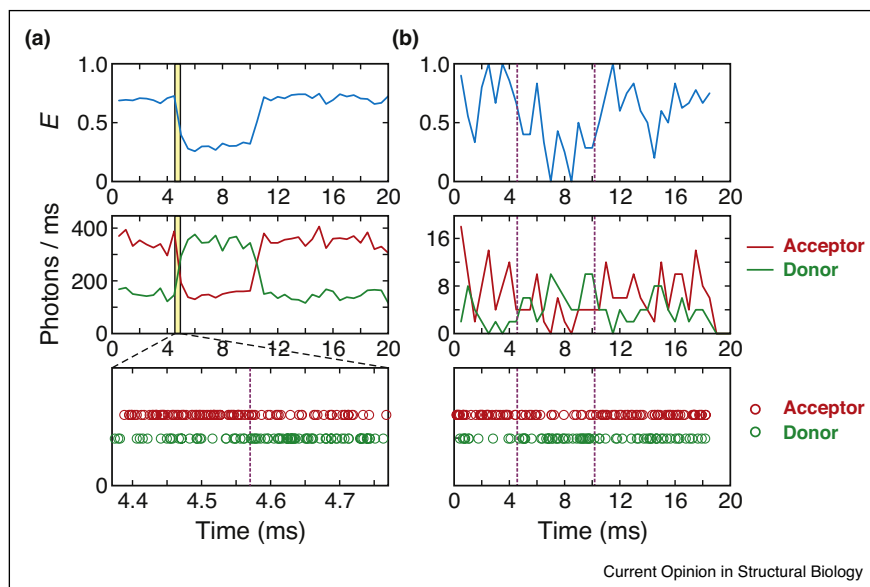 (a)
(b)
E
1.0
0.5
0
0 4 8 12 16 20
1.0
0.5
0
0 4 8 12 16 20
Photons / ms
400
200
0
0 4 8 12 16 20
16
8
0
0 4 8 12 16 20
Acceptor
Donor
0
4.4 4.5 4.6 4.7
Time (ms)
0 4 8 12 16 20
Time (ms)
Acceptor
Donor
Current Opinion in Structural Biology